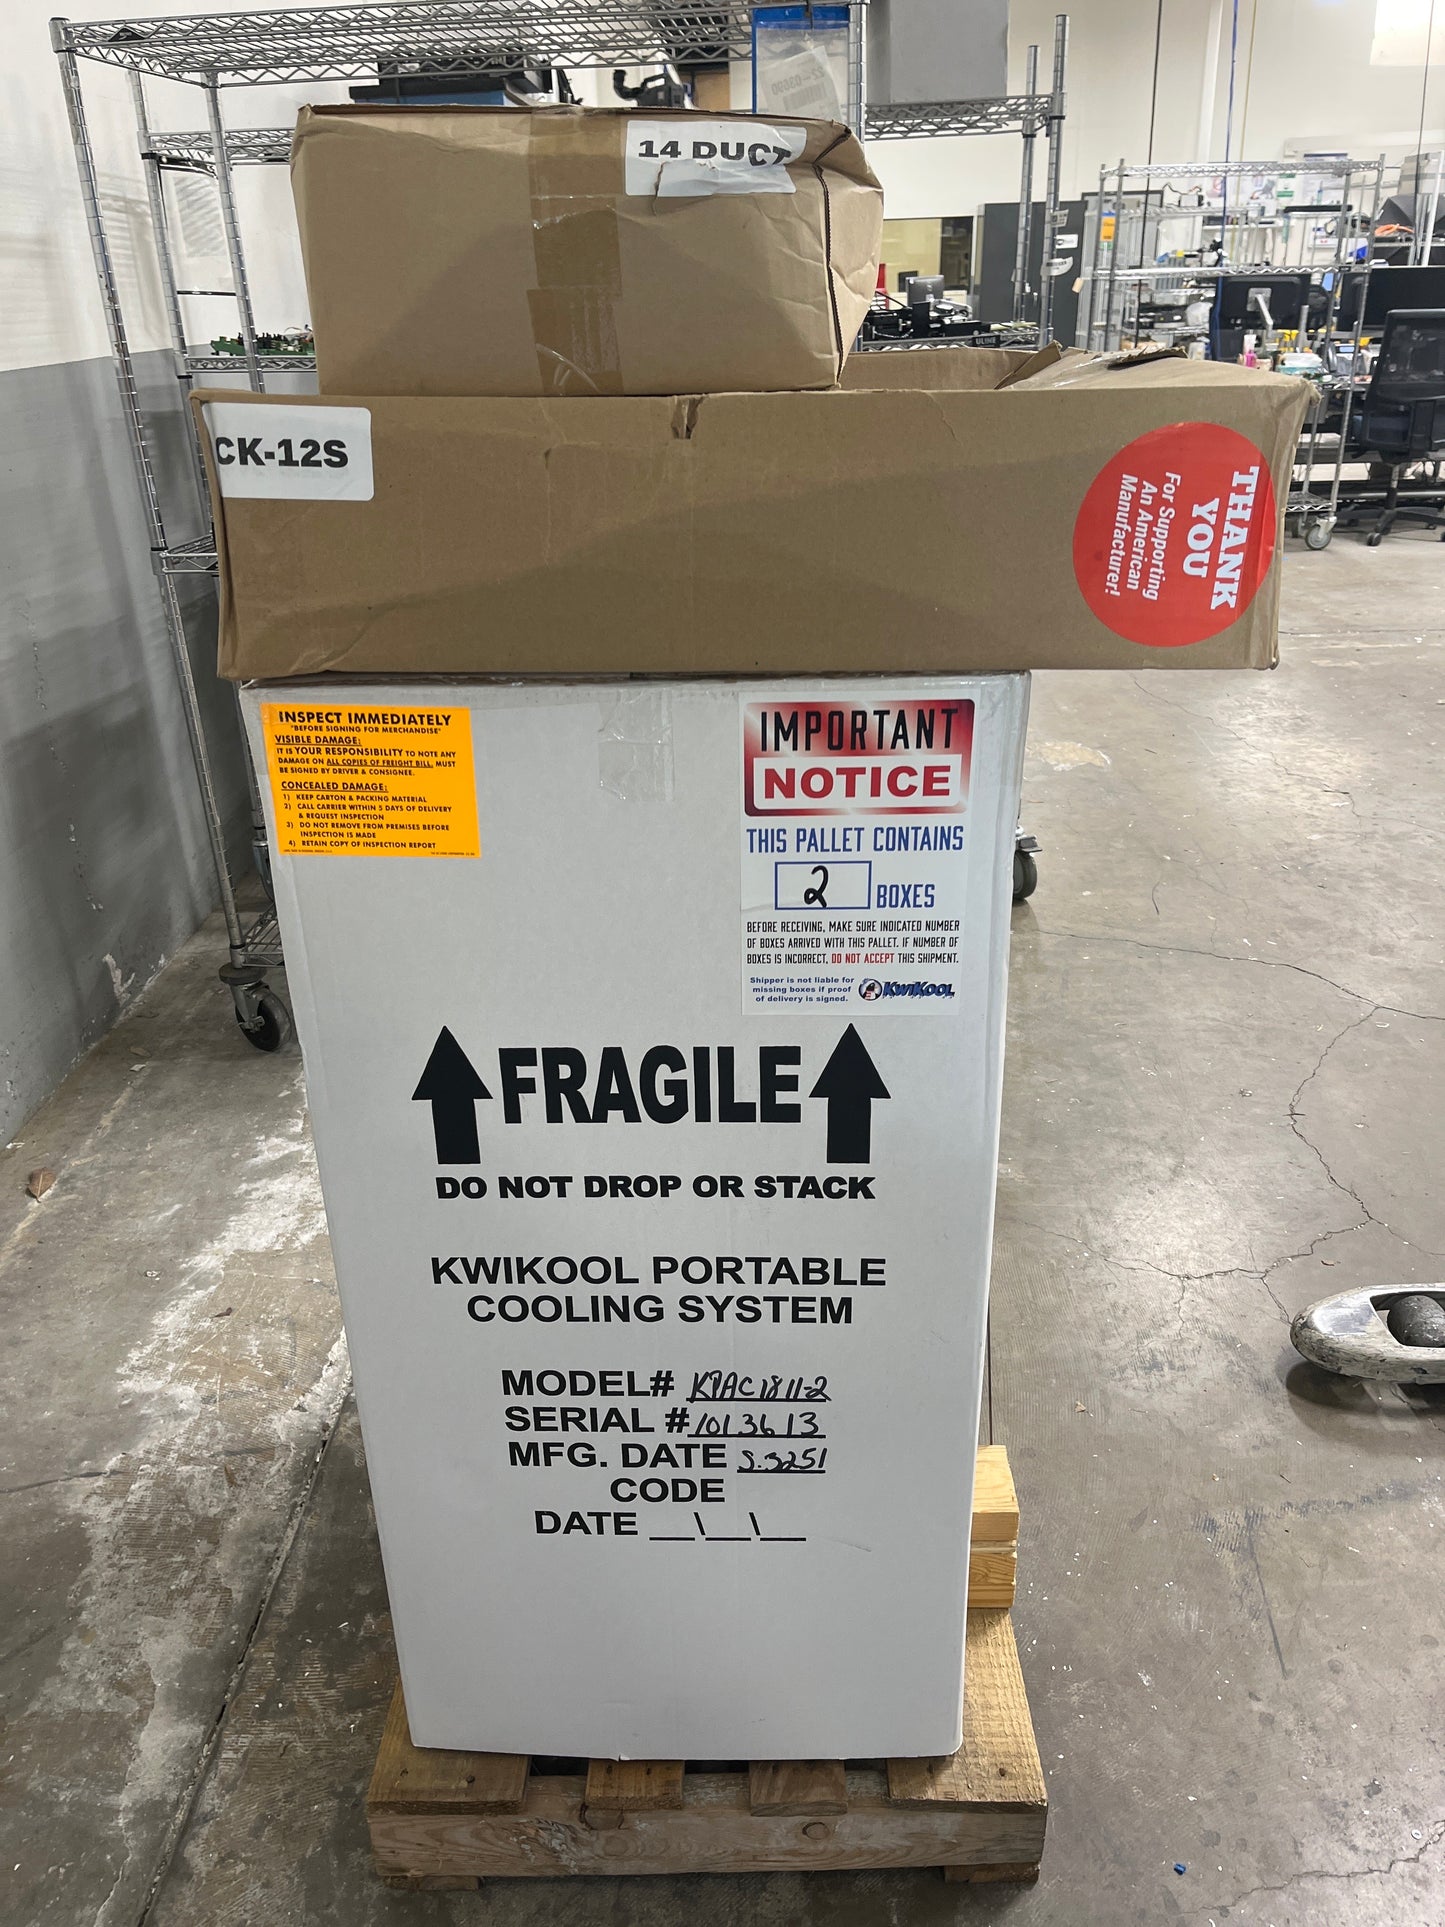 22-03690
14 DUCT
CK-12S
THANK
YOU
For Supporting
An American
Manufacturer!
ULINE
INSPECT IMMEDIATELY
"BEFORE SIGNING FOR MERCHANDISE"
VISIBLE DAMAGE:
IT IS YOUR RESPONSIBILITY TO NOTE ANY
DAMAGE ON ALL COPIES OF FREIGHT BILL. MUST
BE SIGNED BY DRIVER & CONSIGNEE.
CONCEALED DAMAGE:
1) KEEP CARTON & PACKING MATERIAL
2) CALL CARRIER WITHIN 5 DAYS OF DELIVERY
& REQUEST INSPECTION
3) DO NOT REMOVE FROM PREMISES BEFORE
INSPECTION IS MADE
4) RETAIN COPY OF INSPECTION REPORT
IMPORTANT
NOTICE
THIS PALLET CONTAINS
2 BOXES
BEFORE RECEIVING, MAKE SURE INDICATED NUMBER
OF BOXES ARRIVED WITH THIS PALLET. IF NUMBER OF
BOXES IS INCORRECT, DO NOT ACCEPT THIS SHIPMENT.
Shipper is not liable for
missing boxes if proof
of delivery is signed.
KWIKOOL
FRAGILE
DO NOT DROP OR STACK
KWIKOOL PORTABLE
COOLING SYSTEM
MODEL# KPAC1811-2
SERIAL #1013613
MFG. DATE S.3251
CODE
DATE __\__\__